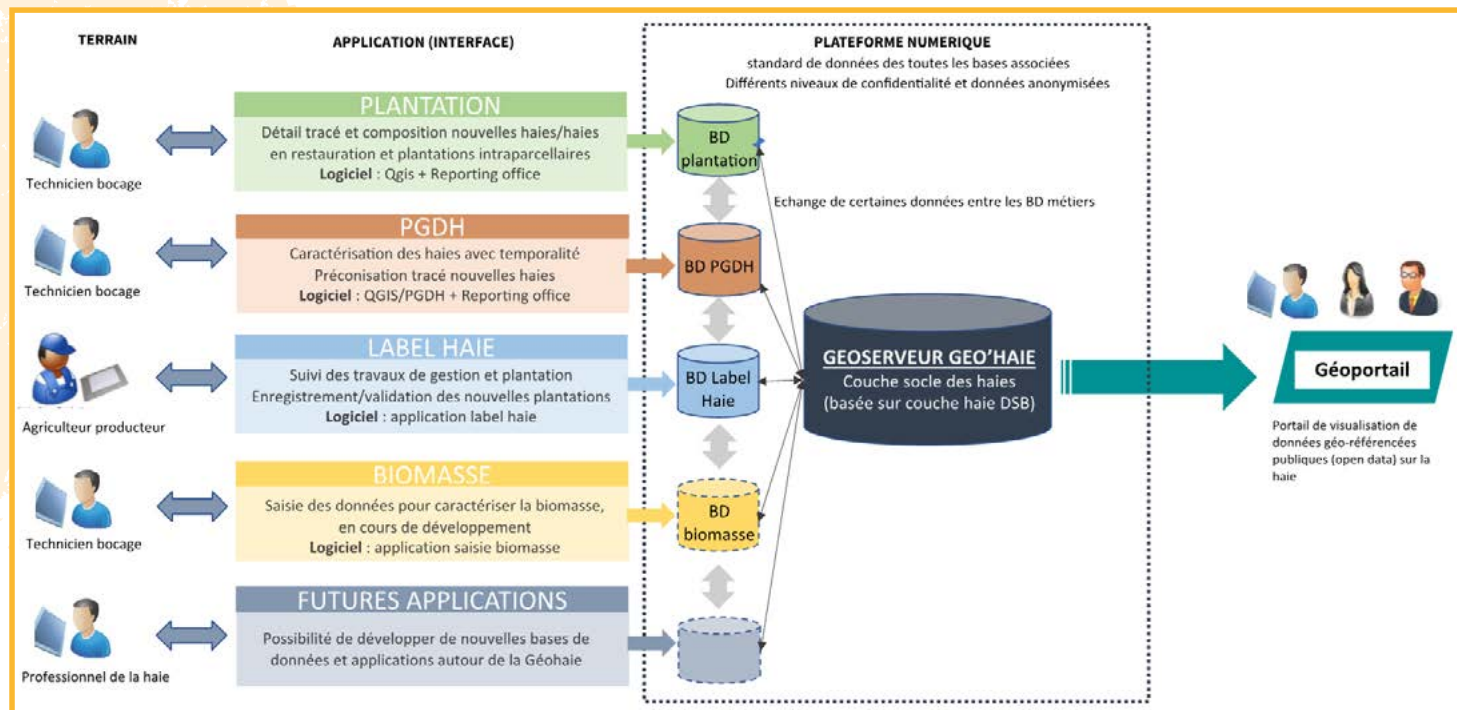 TERRAIN
APPLICATION (INTERFACE)
PLATEFORME NUMERIQUE
standard de données des toutes les bases associées
Différents niveaux de confidentialité et données anonymisées
PLANTATION
Détail tracé et composition nouvelles haies/haies
en restauration et plantations intraparcellaires
Logiciel : Qgis + Reporting office
Technicien bocage
BD
plantation
Echange de certaines données entre les BD métiers
PGDH
Caractérisation des haies avec temporalité
Préconisation tracé nouvelles haies
Logiciel : QGIS/PGDH + Reporting office
Technicien bocage
BD PGDH
LABEL HAIE
Suivi des travaux de gestion et plantation
Enregistrement/validation des nouvelles plantations
Logiciel : application label haie
Agriculteur producteur
BD Label
Haie
GEOSERVEUR GEO'HAIE
Couche socle des haies
(basée sur couche haie DSB)
Géoportail
Portail de visualisation de
données géo-référencées
publiques (open data) sur la
haie
BIOMASSE
Saisie des données pour caractériser la biomasse,
en cours de développement
Logiciel : application saisie biomasse
Technicien bocage
BD
biomasse
FUTURES APPLICATIONS
Possibilité de développer de nouvelles bases de
données et applications autour de la Géohaie
Professionnel de la haie